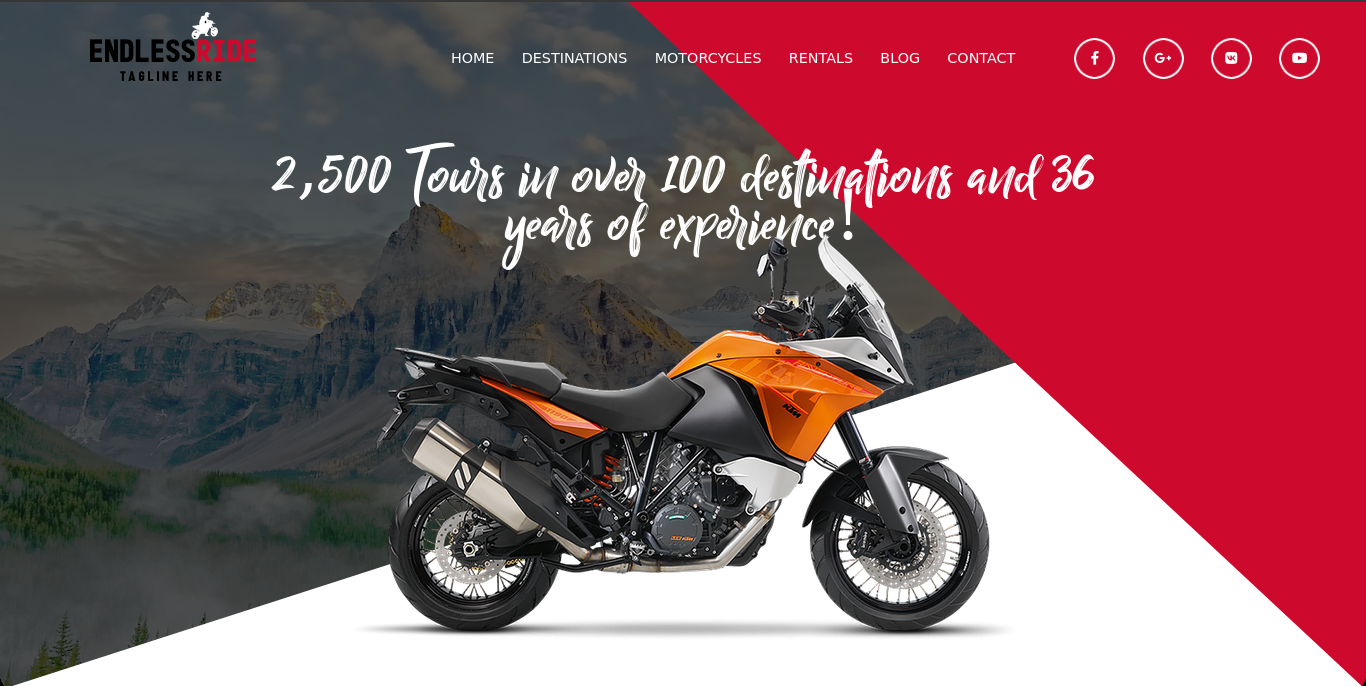 ENDLESSRIDE
TAGLINE HERE
HOME DESTINATIONS MOTORCYCLES RENTALS BLOG CONTACT
2,500 Tours in over 100 destinations and 36
years of experience!
KTM